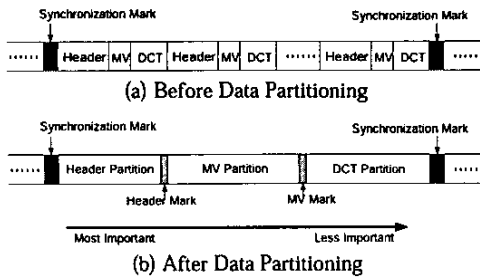 Synchronization Mark Synchronization Mark
...... Header MV DCT Header MV DCT ...... Header MV DCT ......
(a) Before Data Partitioning
Synchronization Mark Synchronization Mark
...... Header Partition MV Partition DCT Partition ......
Header Mark MV Mark
Most Important Less Important
(b) After Data Partitioning